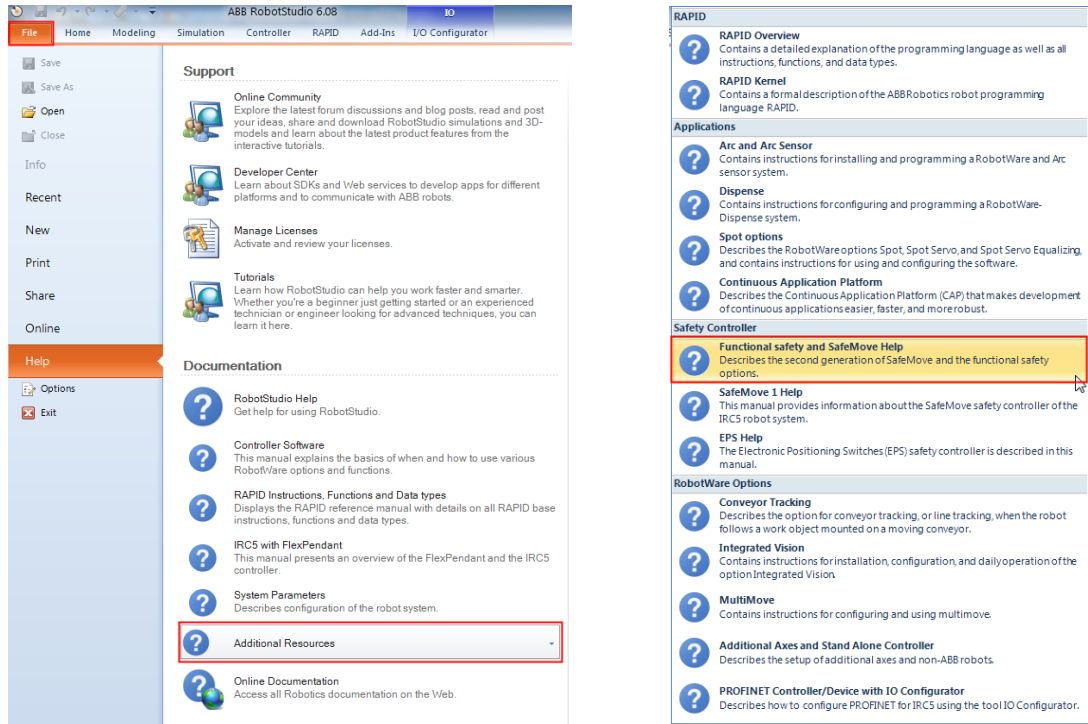 ABB RobotStudio 6.08
IO
File Home Modeling Simulation Controller RAPID Add-Ins I/O Configurator
Save
Save As
Open
Close
Info
Recent
New
Print
Share
Online
Help
Options
Exit
Support
Online Community
Explore the latest forum discussions and blog posts, read and post
your ideas, share and download RobotStudio simulations and 3D-
models and learn about the latest product features from the
interactive tutorials.
Developer Center
Learn about SDKs and Web services to develop apps for different
platforms and to communicate with ABB robots.
Manage Licenses
Activate and review your licenses.
Tutorials
Learn how RobotStudio can help you work faster and smarter.
Whether you're a beginner just getting started or an experienced
technician or engineer looking for advanced techniques, you can
learn it here.
Documentation
RobotStudio Help
Get help for using RobotStudio.
Controller Software
This manual explains the basics of when and how to use various
RobotWare options and functions.
RAPID Instructions, Functions and Data types
Displays the RAPID reference manual with details on all RAPID base
instructions, functions and data types.
IRC5 with FlexPendant
This manual presents an overview of the FlexPendant and the IRC5
controller.
System Parameters
Describes configuration of the robot system.
Additional Resources
Online Documentation
Access all Robotics documentation on the Web.
RAPID
RAPID Overview
Contains a detailed explanation of the programming language as well as all
instructions, functions, and data types.
RAPID Kernel
Contains a formal description of the ABB Robotics robot programming
language RAPID.
Applications
Arc and Arc Sensor
Contains instructions for installing and programming a RobotWare and Arc
sensor system.
Dispense
Contains instructions for configuring and programming a RobotWare-
Dispense system.
Spot options
Describes the RobotWare options Spot, Spot Servo, and Spot Servo Equalizing,
and contains instructions for using and configuring the software.
Continuous Application Platform
Describes the Continuous Application Platform (CAP) that makes development
of continuous applications easier, faster, and more robust.
Safety Controller
Functional safety and SafeMove Help
Describes the second generation of SafeMove and the functional safety
options.
SafeMove 1 Help
This manual provides information about the SafeMove safety controller of the
IRC5 robot system.
EPS Help
The Electronic Positioning Switches (EPS) safety controller is described in this
manual.
RobotWare Options
Conveyor Tracking
Describes the option for conveyor tracking, or line tracking, when the robot
follows a work object mounted on a moving conveyor.
Integrated Vision
Contains instructions for installation, configuration, and daily operation of the
option Integrated Vision.
MultiMove
Contains instructions for configuring and using multimove.
Additional Axes and Stand Alone Controller
Describes the setup of additional axes and non-ABB robots.
PROFINET Controller/Device with IO Configurator
Describes how to configure PROFINET for IRC5 using the tool IO Configurator.